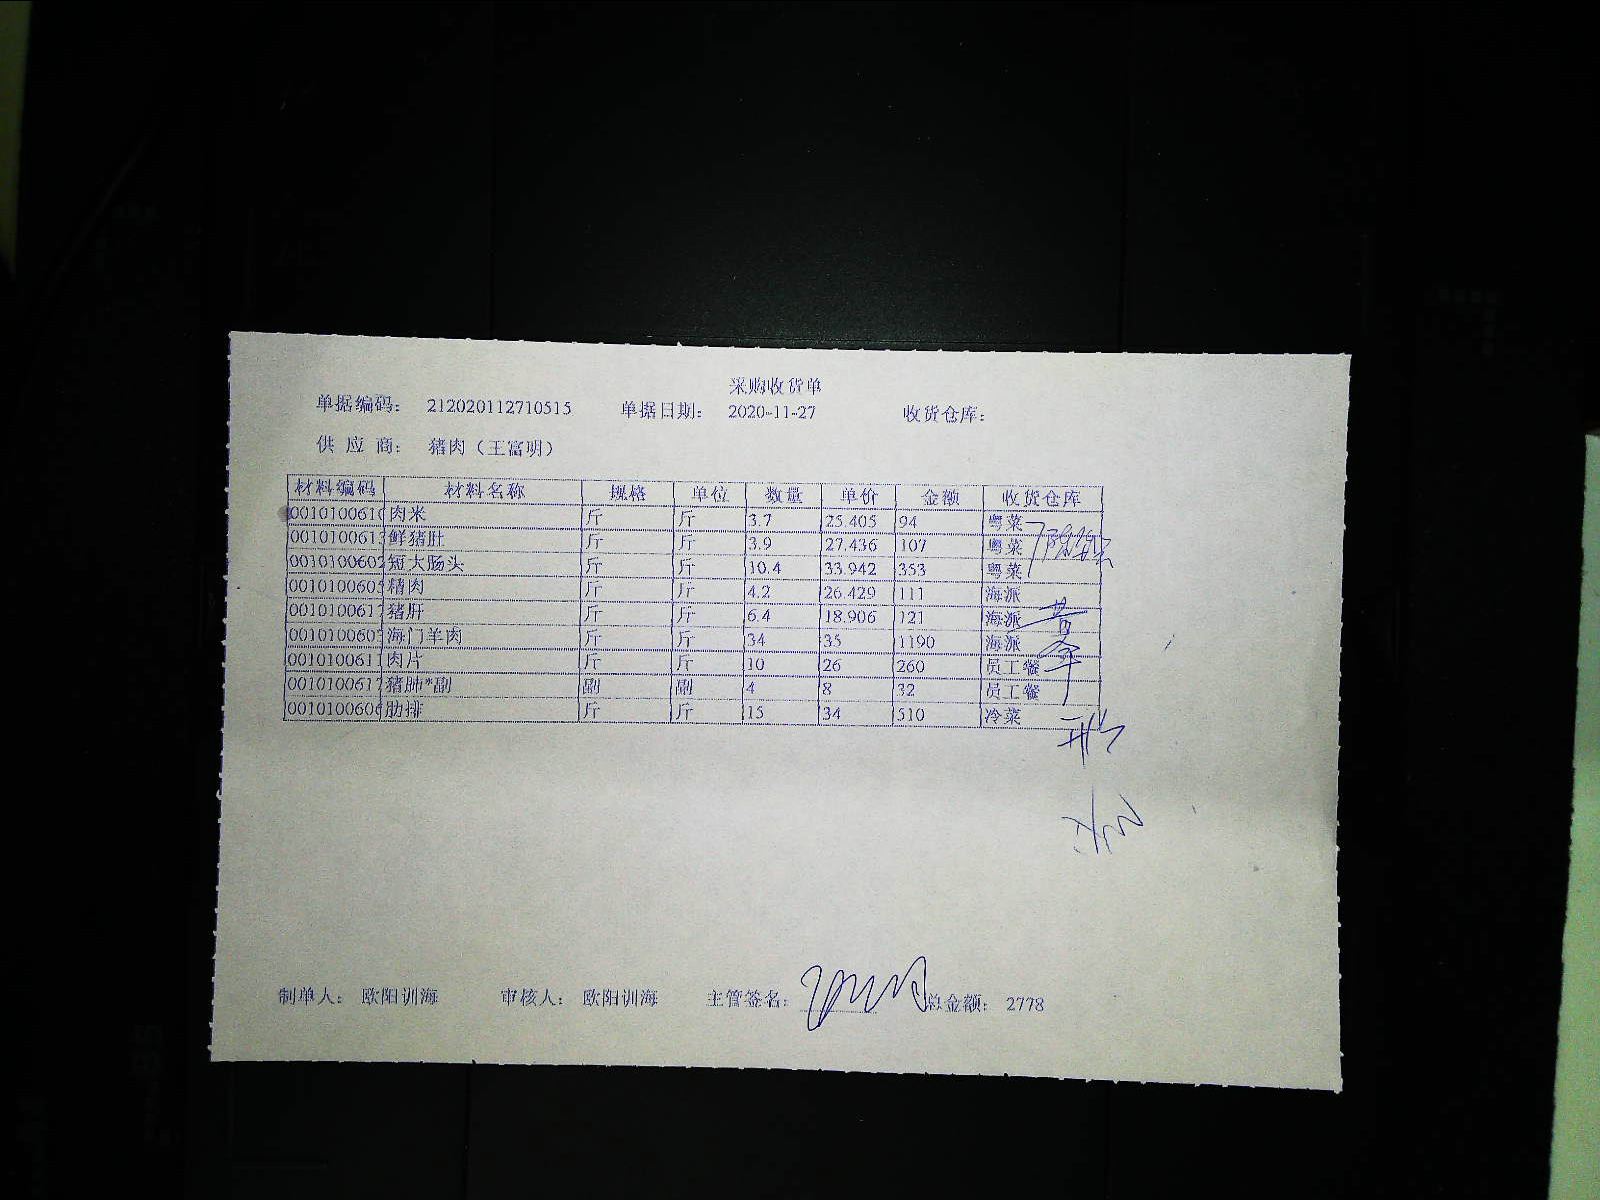 采购收货单
单据编码： 212020112710515 单据日期： 2020-11-27 收货仓库：
供 应 商： 猪肉（王富明）
材料编码 材料名称 规格 单位 数量 单价 金额 收货仓库
0010100610 肉米 斤 斤 3.7 25.405 94 粤菜
0010100613 鲜猪肚 斤 斤 3.9 27.436 107 粤菜
0010100602 短大肠头 斤 斤 10.4 33.942 353 粤菜
0010100605 精肉 斤 斤 4.2 26.429 111 海派
0010100617 猪肝 斤 斤 6.4 18.906 121 海派
0010100605 海门羊肉 斤 斤 34 35 1190 海派
0010100611 肉片 斤 斤 10 26 260 员工餐
0010100617 猪肺*副 副 副 4 8 32 员工餐
0010100606 肋排 斤 斤 15 34 510 冷菜
制单人： 欧阳训海 审核人： 欧阳训海 主管签名： 总金额： 2778